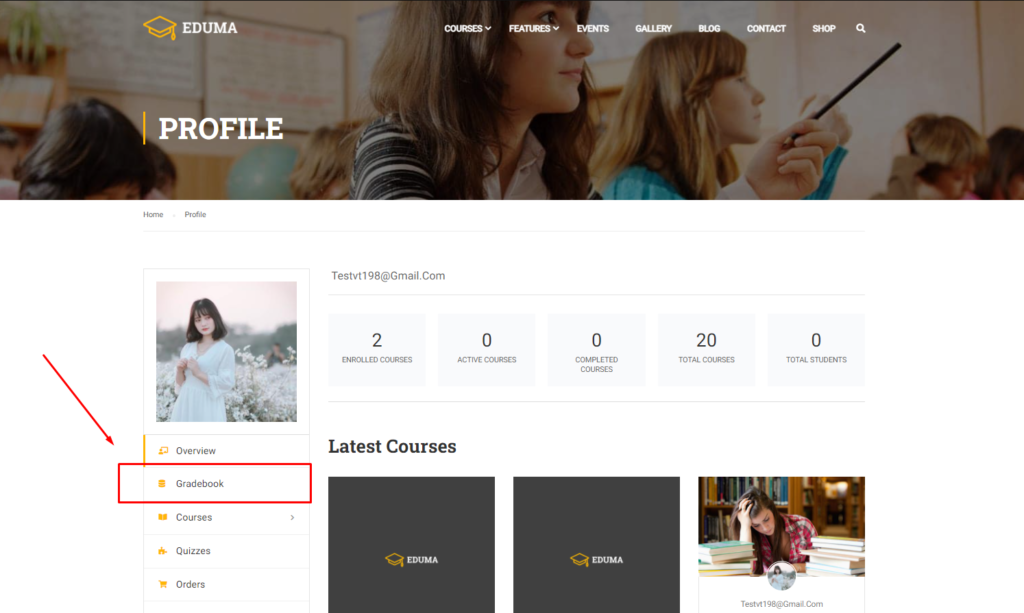 EDUMA
COURSES FEATURES EVENTS GALLERY BLOG CONTACT SHOP
PROFILE
Home Profile
Testvt198@Gmail.Com
2
ENROLLED COURSES
0
ACTIVE COURSES
0
COMPLETED
COURSES
20
TOTAL COURSES
0
TOTAL STUDENTS
Overview
Gradebook
Courses
Quizzes
Orders
Latest Courses
EDUMA
EDUMA
Testvt198@Gmail.Com